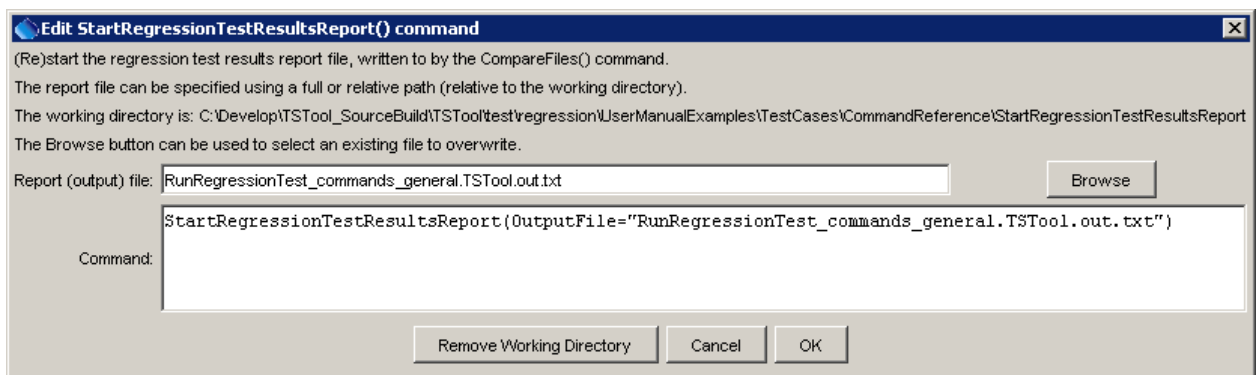 Edit StartRegressionTestResultsReport() command
(Re)start the regression test results report file, written to by the CompareFiles() command.
The report file can be specified using a full or relative path (relative to the working directory).
The working directory is: C:\Develop\TSTool_SourceBuild\TSTool\test\regression\UserManualExamples\TestCases\CommandReference\StartRegressionTestResultsReport
The Browse button can be used to select an existing file to overwrite.
Report (output) file: RunRegressionTest_commands_general.TSTool.out.txt Browse
StartRegressionTestResultsReport(OutputFile="RunRegressionTest_commands_general.TSTool.out.txt")
Command:
Remove Working Directory Cancel OK